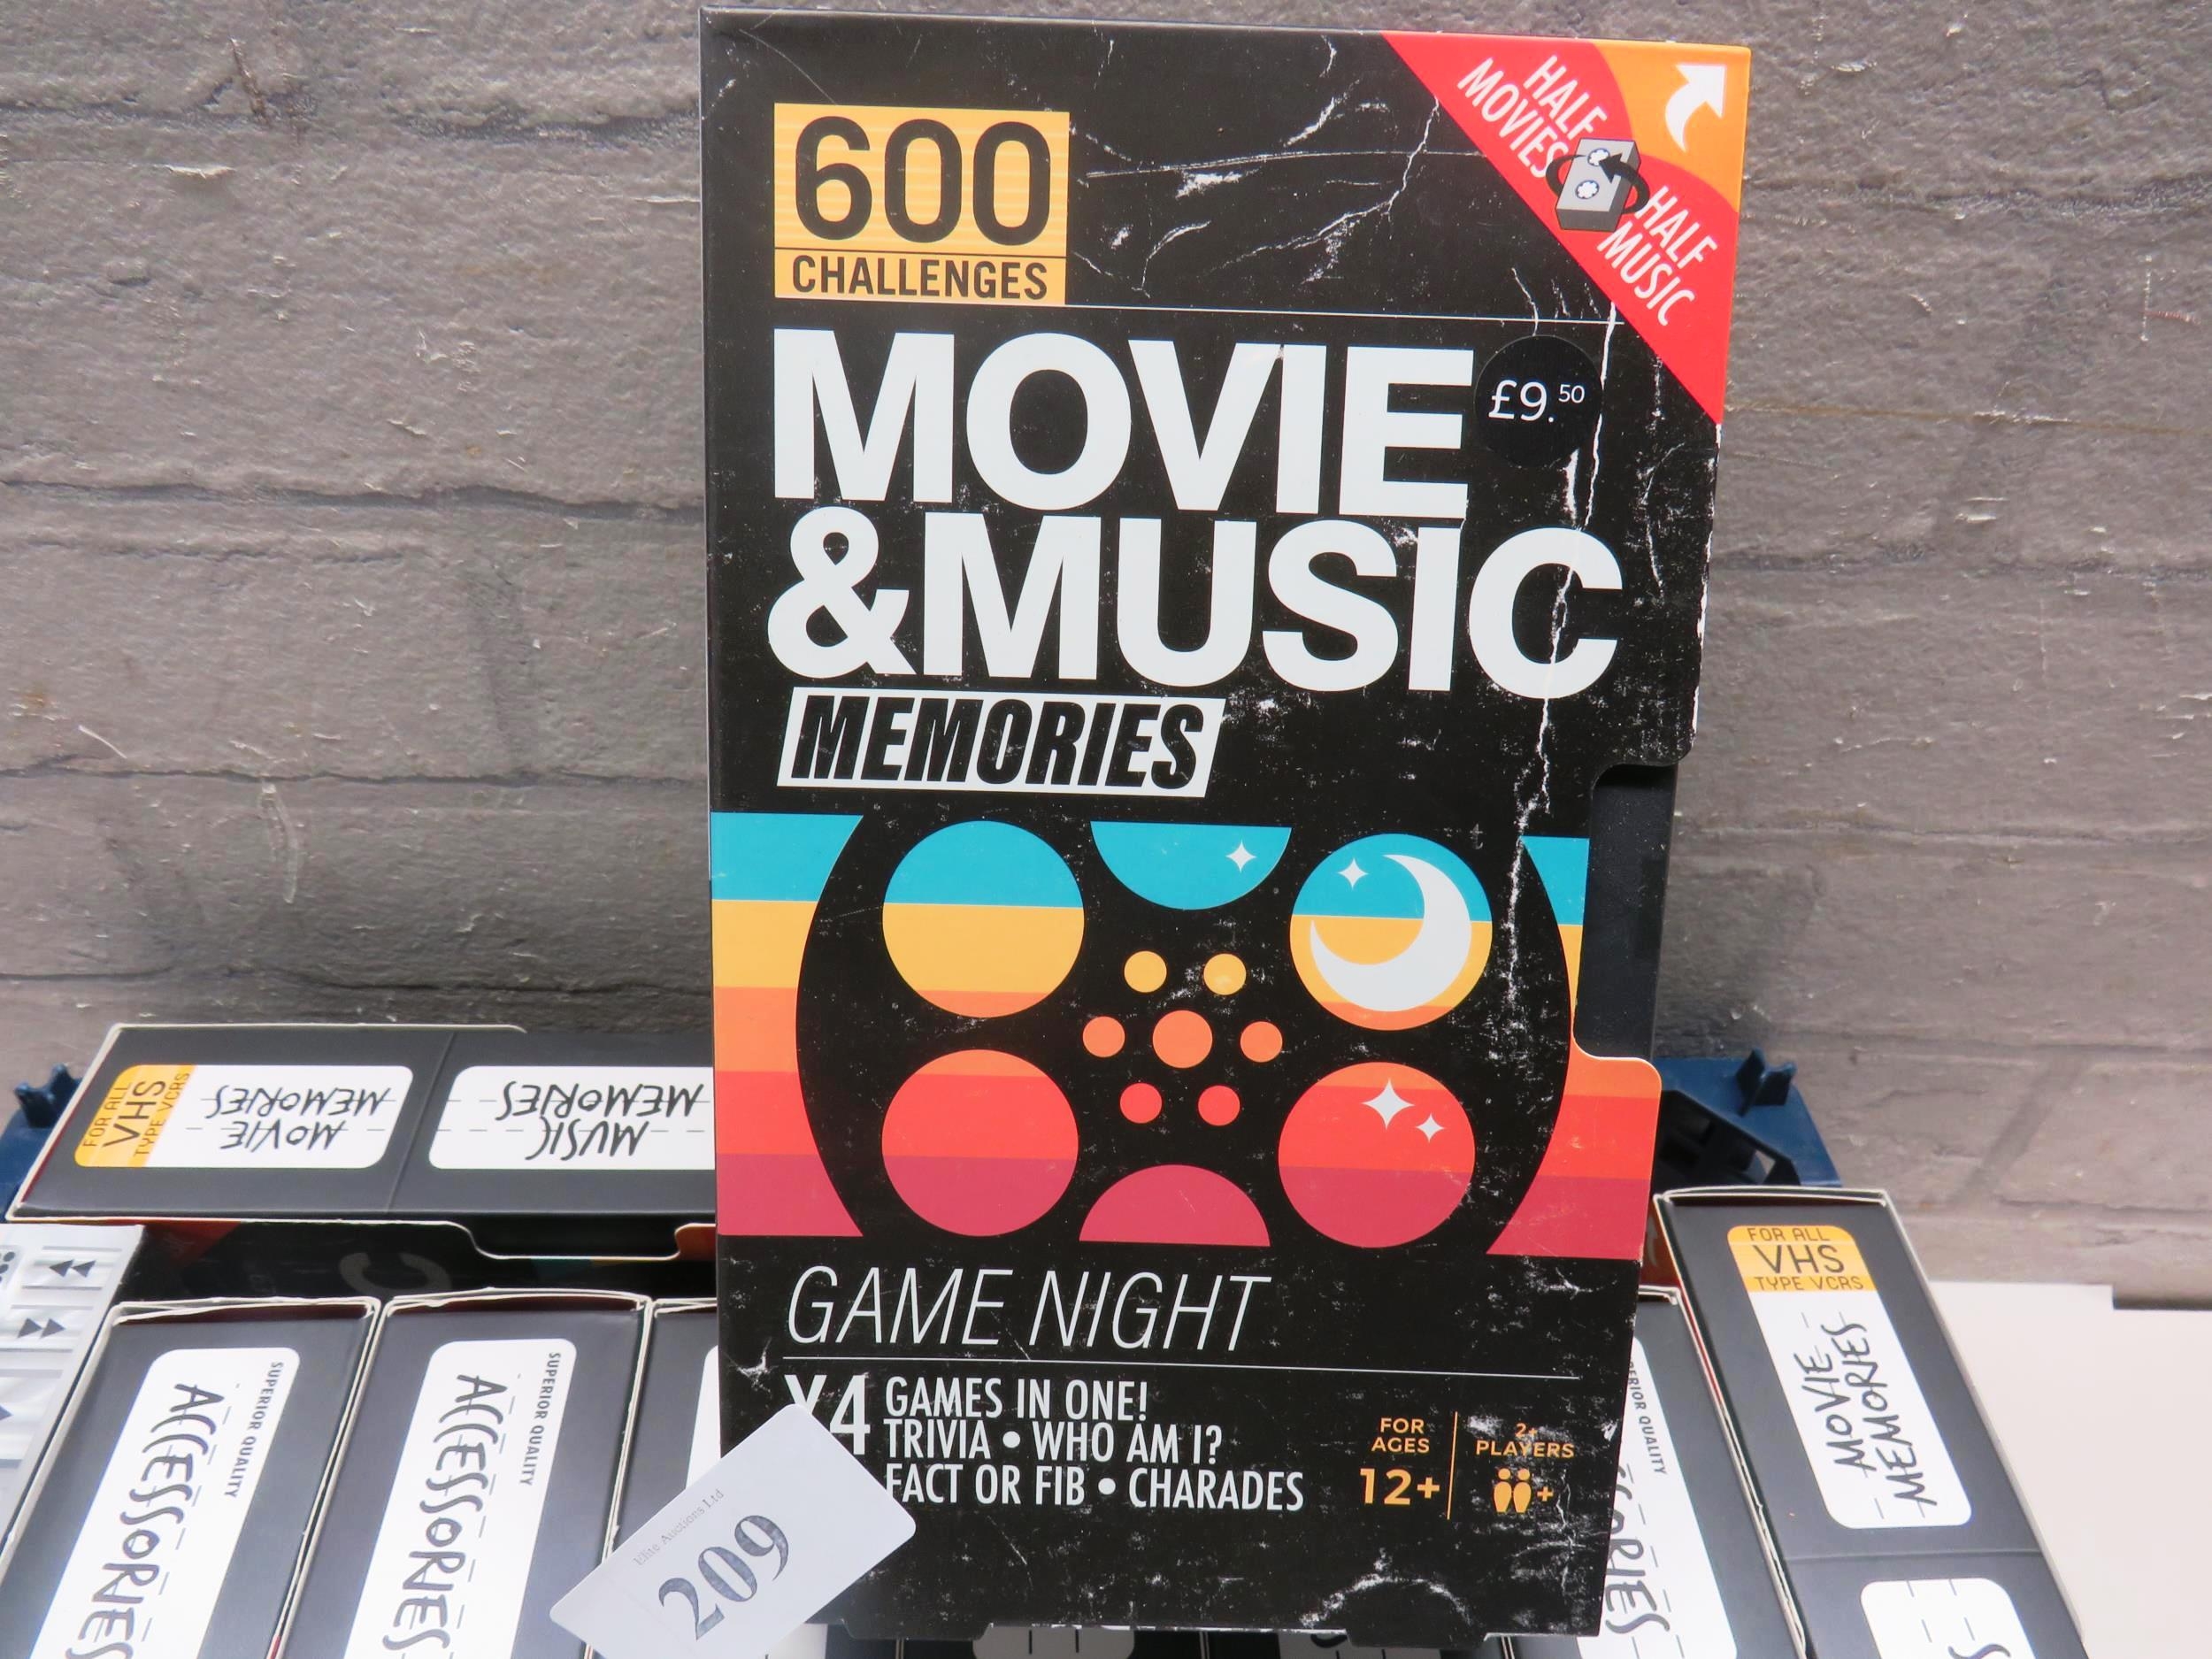 600
CHALLENGES
HALF
MOVIES
HALF
MUSIC
MOVIE
£9.50
&MUSIC
MEMORIES
GAME NIGHT
X4 GAMES IN ONE!
TRIVIA • WHO AM I?
FACT OR FIB • CHARADES
FOR
AGES
12+
2+
PLAYERS
+
Elite Auctions Ltd
209
FOR ALL
VHS
TYPE VCRS
MOVIE
MEMORIES
MUSIC
MEMORIES
SUPERIOR QUALITY
ACCESSORIES
SUPERIOR QUALITY
ACCESSORIES
FOR ALL
VHS
TYPE VCRS
MOVIE
MEMORIES
QUALITY